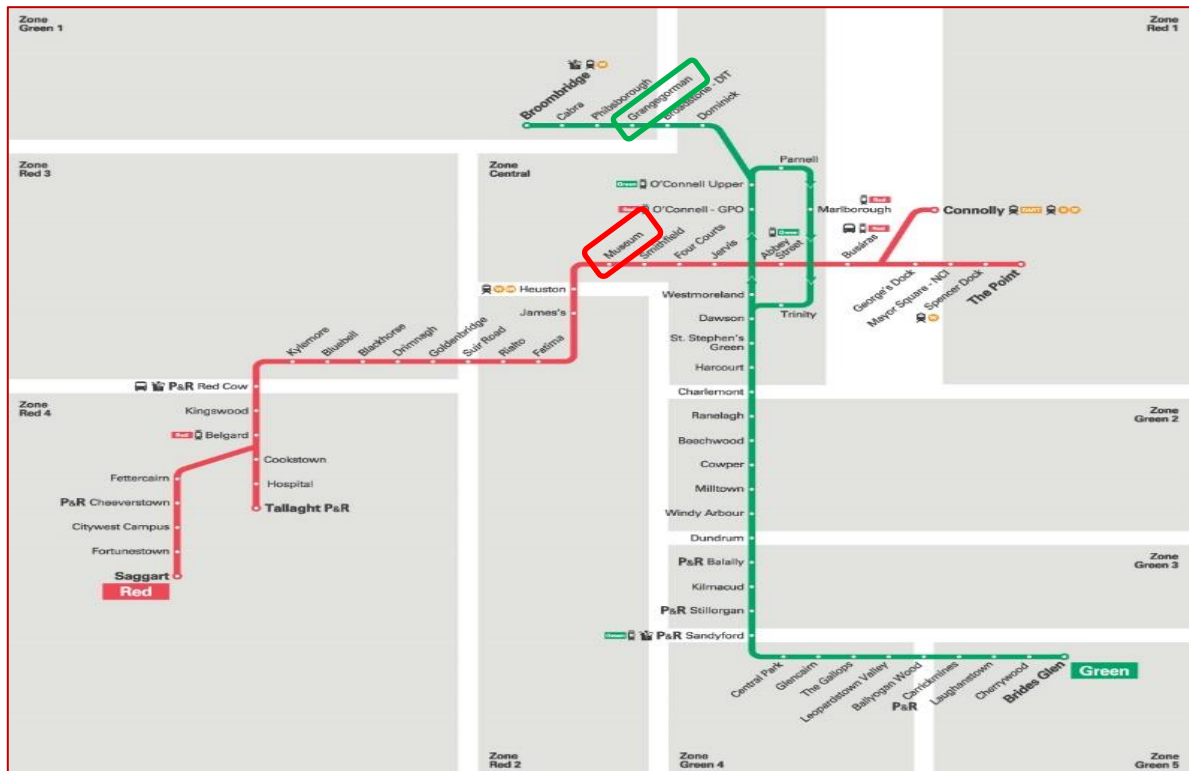 Zone
Green 1
Zone
Red 1
Broombridge
Cabra
Phibsborough
Grangegorman
Broadstone - DIT
Dominick
Zone
Red 3
Zone
Central
Parnell
Green
O'Connell Upper
Red
O'Connell - GPO
Marlborough
Red
Connolly
DART
Museum
Smithfield
Four Courts
Jervis
Green
Abbey
Street
Red
Busáras
George's Dock
Mayor Square - NCI
Spencer Dock
The Point
Heuston
James's
Westmoreland
Trinity
Dawson
St. Stephen's
Green
Harcourt
Charlemont
Kylemore
Bluebell
Blackhorse
Drimnagh
Goldenbridge
Suir Road
Rialto
Fatima
P&R Red Cow
Zone
Red 4
Kingswood
Red
Belgard
Cookstown
Hospital
Tallaght P&R
Fettercairn
P&R Cheeverstown
Citywest Campus
Fortunestown
Saggart
Red
Zone
Green 2
Ranelagh
Beechwood
Cowper
Milltown
Windy Arbour
Dundrum
Zone
Green 3
P&R Balally
Kilmacud
P&R Stillorgan
Green
P&R Sandyford
Central Park
Glencairn
The Gallops
Leopardstown Valley
Ballyogan Wood
P&R
Carrickmines
Laughanstown
Cherrywood
Brides Glen
Green
Zone
Red 2
Zone
Green 4
Zone
Green 5